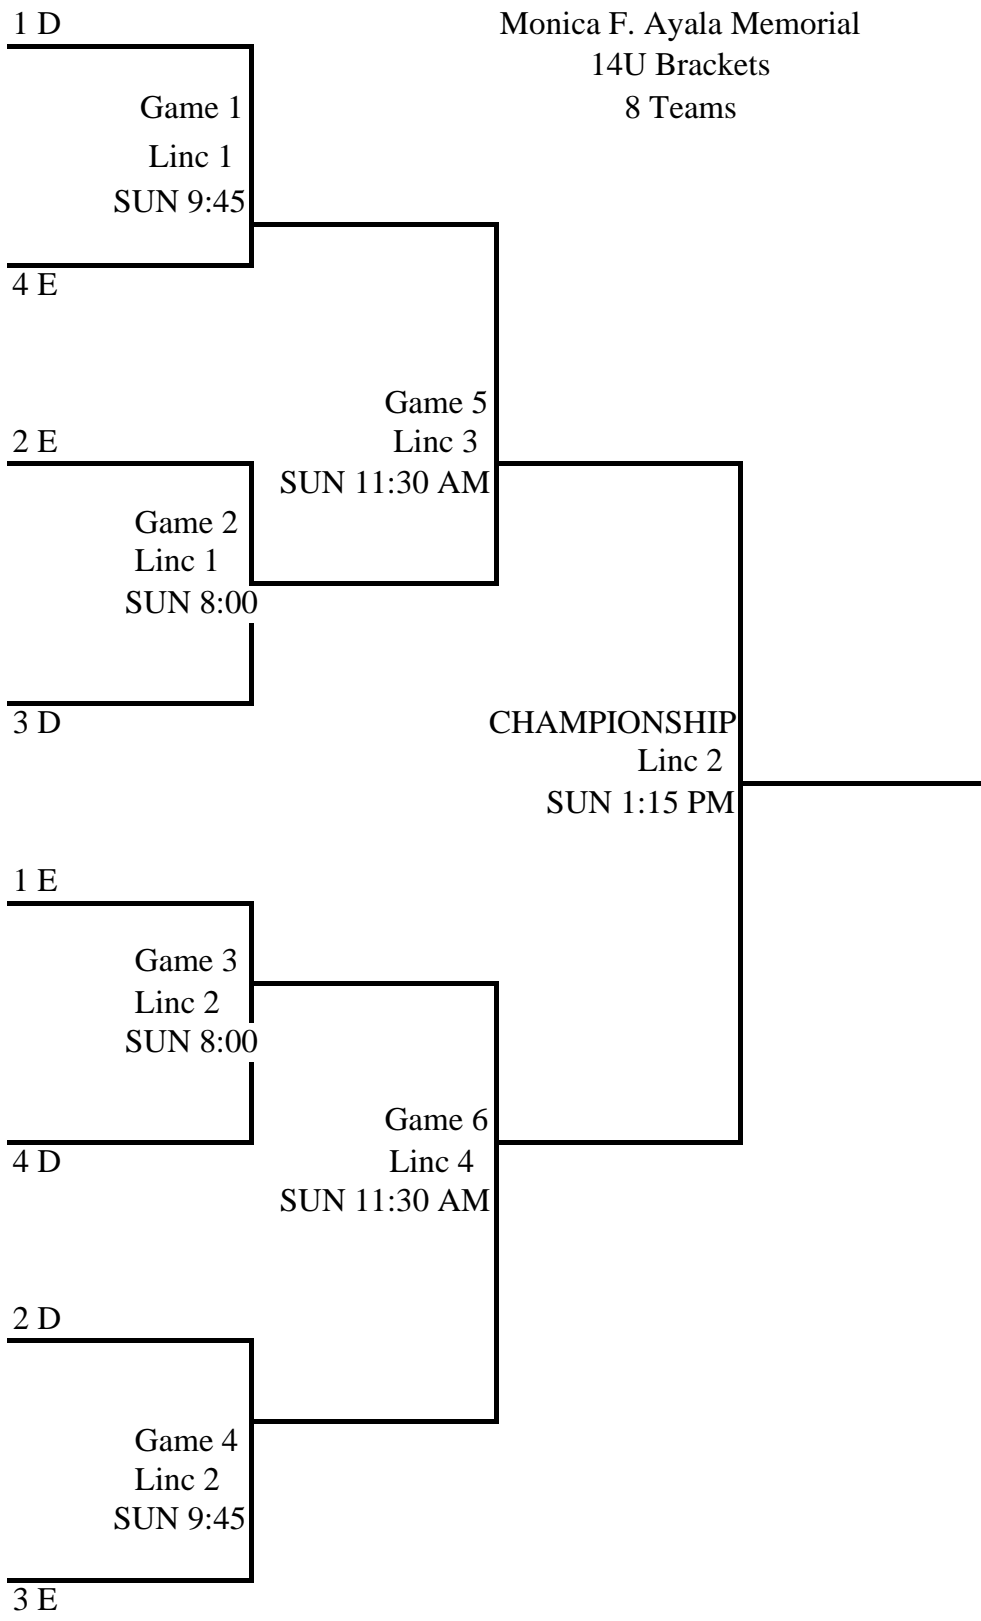 Monica F. Ayala Memorial
14U Brackets
8 Teams
1 D
Game 1
Linc 1
SUN 9:45
4 E
Game 5
Linc 3
SUN 11:30 AM
2 E
Game 2
Linc 1
SUN 8:00
3 D
CHAMPIONSHIP
Linc 2
SUN 1:15 PM
1 E
Game 3
Linc 2
SUN 8:00
4 D
Game 6
Linc 4
SUN 11:30 AM
2 D
Game 4
Linc 2
SUN 9:45
3 E